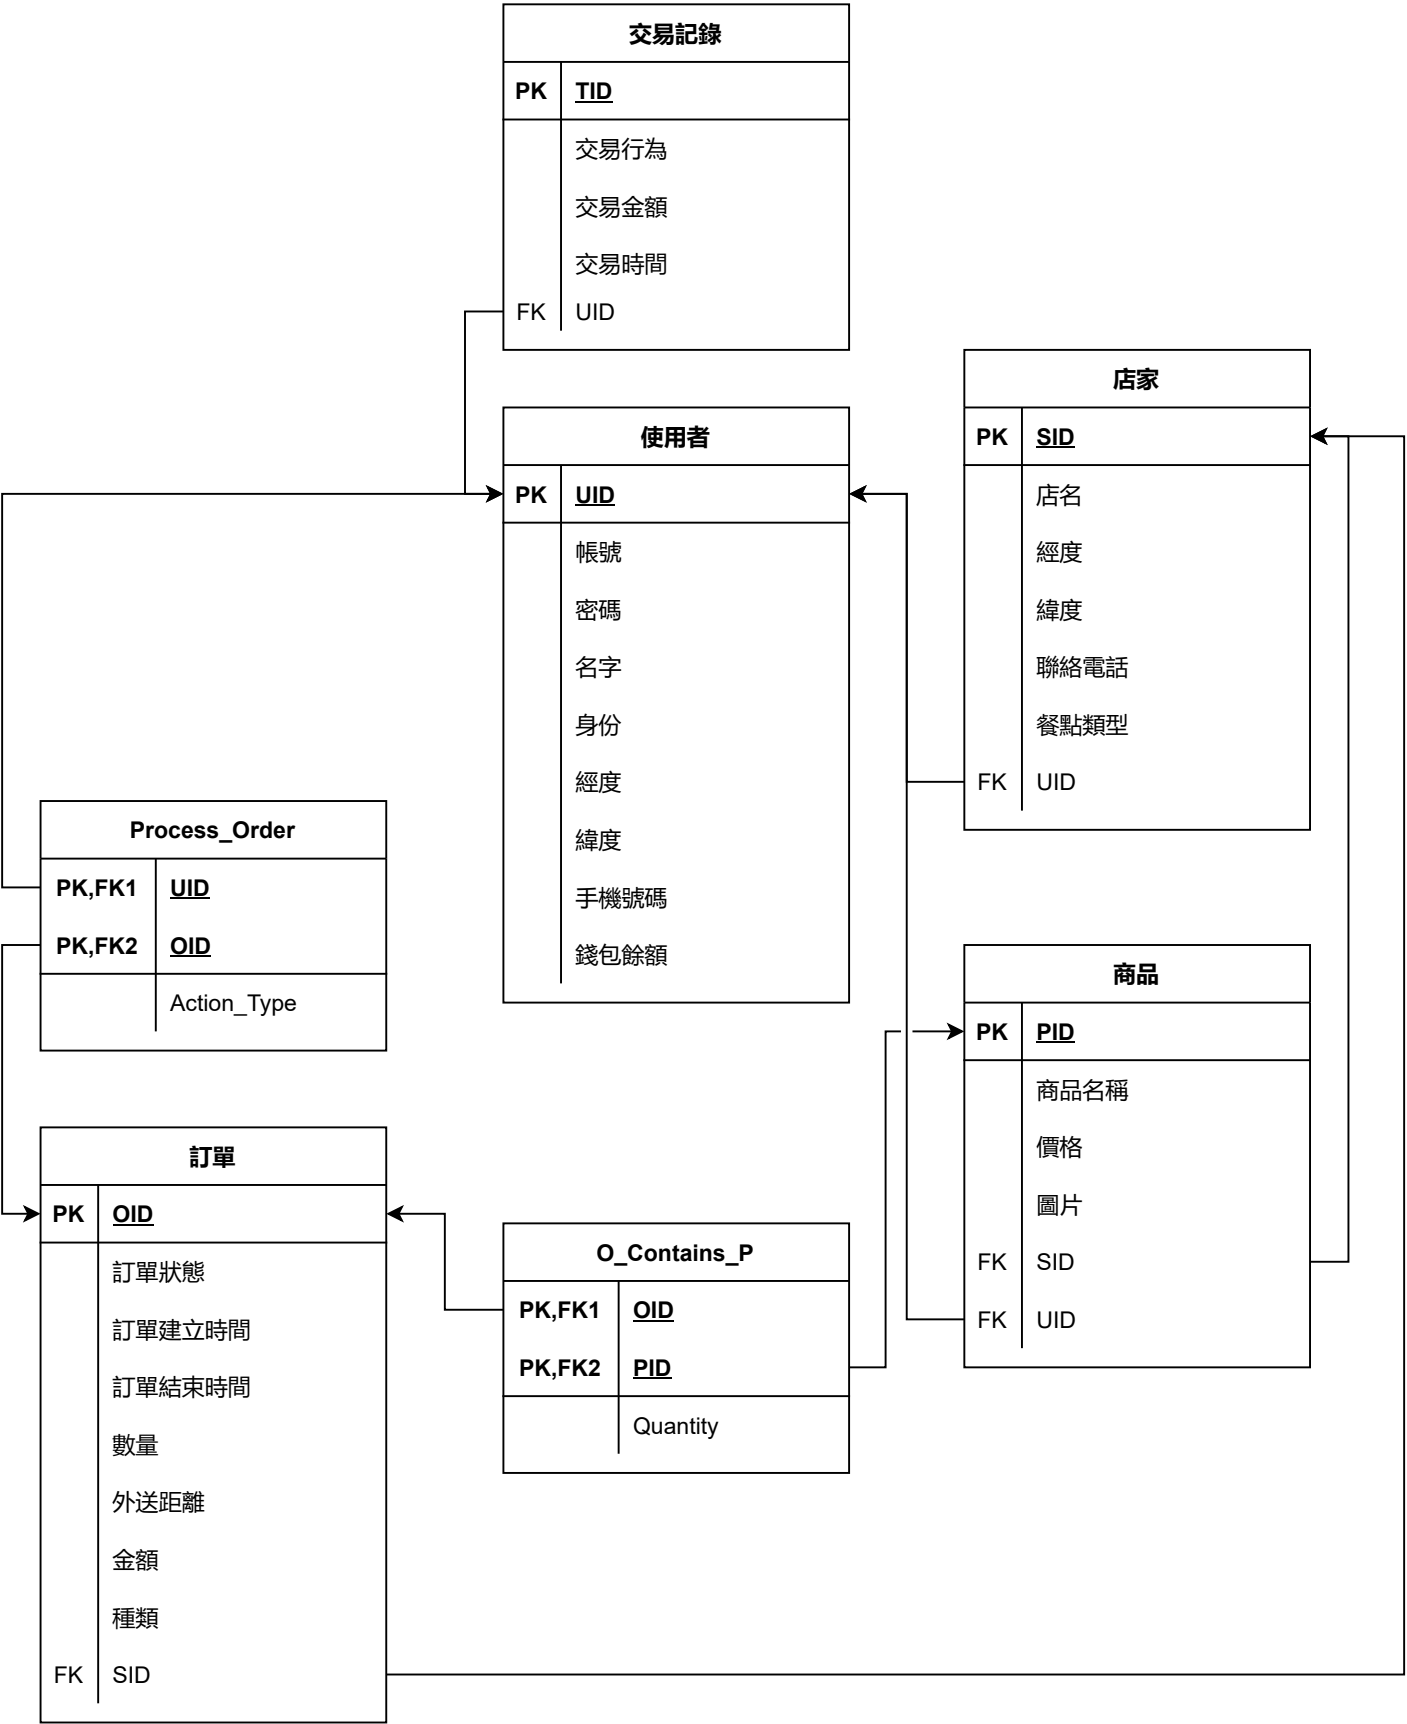 交易記錄
PK TID
交易行為
交易金額
交易時間
FK UID
使用者
PK UID
帳號
密碼
名字
身份
經度
緯度
手機號碼
錢包餘額
店家
PK SID
店名
經度
緯度
聯絡電話
餐點類型
FK UID
Process_Order
PK,FK1 UID
PK,FK2 OID
Action_Type
商品
PK PID
商品名稱
價格
圖片
FK SID
FK UID
訂單
PK OID
訂單狀態
訂單建立時間
訂單結束時間
數量
外送距離
金額
種類
FK SID
O_Contains_P
PK,FK1 OID
PK,FK2 PID
Quantity